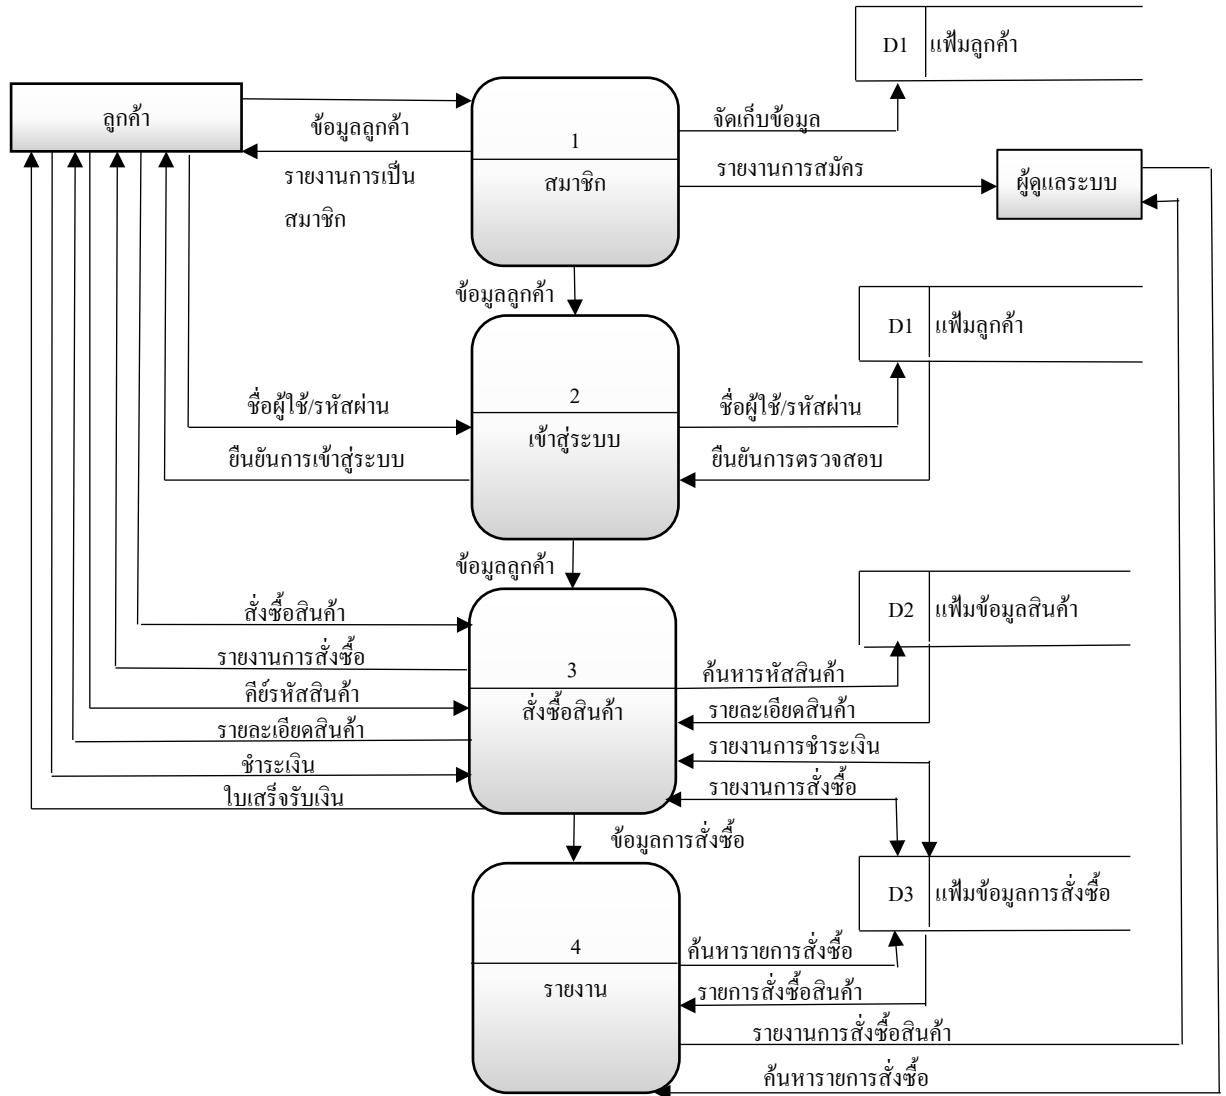 D1 แฟ้มลูกค้า
ลูกค้า
ข้อมูลลูกค้า
รายงานการเป็น
สมาชิก
1
สมาชิก
จัดเก็บข้อมูล
รายงานการสมัคร
ผู้ดูแลระบบ
ข้อมูลลูกค้า
D1 แฟ้มลูกค้า
2
เข้าสู่ระบบ
ชื่อผู้ใช้/รหัสผ่าน
ยืนยันการเข้าสู่ระบบ
ชื่อผู้ใช้/รหัสผ่าน
ยืนยันการตรวจสอบ
ข้อมูลลูกค้า
D2 แฟ้มข้อมูลสินค้า
สั่งซื้อสินค้า
รายงานการสั่งซื้อ
คีย์รหัสสินค้า
รายละเอียดสินค้า
ชำระเงิน
ใบเสร็จรับเงิน
3
สั่งซื้อสินค้า
ค้นหารหัสสินค้า
รายละเอียดสินค้า
รายงานการชำระเงิน
รายงานการสั่งซื้อ
ข้อมูลการสั่งซื้อ
D3 แฟ้มข้อมูลการสั่งซื้อ
4
รายงาน
ค้นหารายการสั่งซื้อ
รายการสั่งซื้อสินค้า
รายงานการสั่งซื้อสินค้า
ค้นหารายการสั่งซื้อ